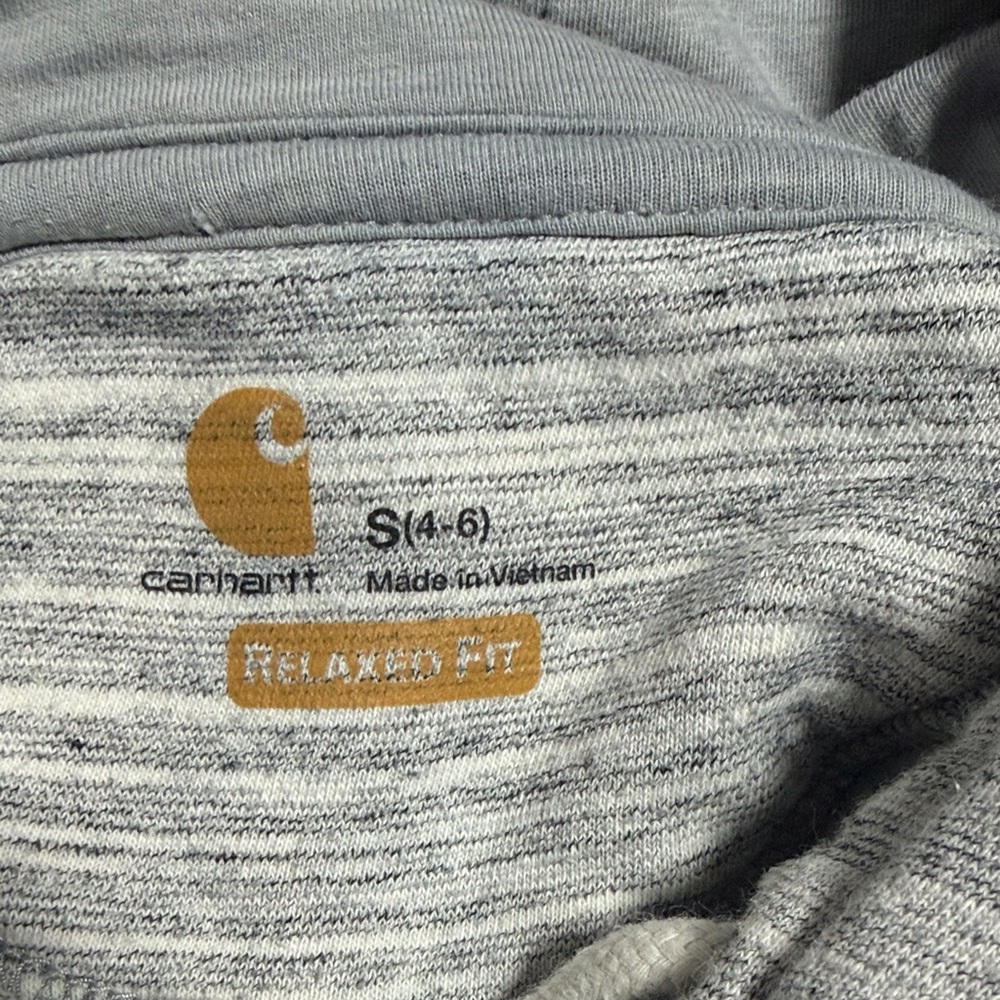 carhartt
S(4-6)
Made in Vietnam
RELAXED FIT